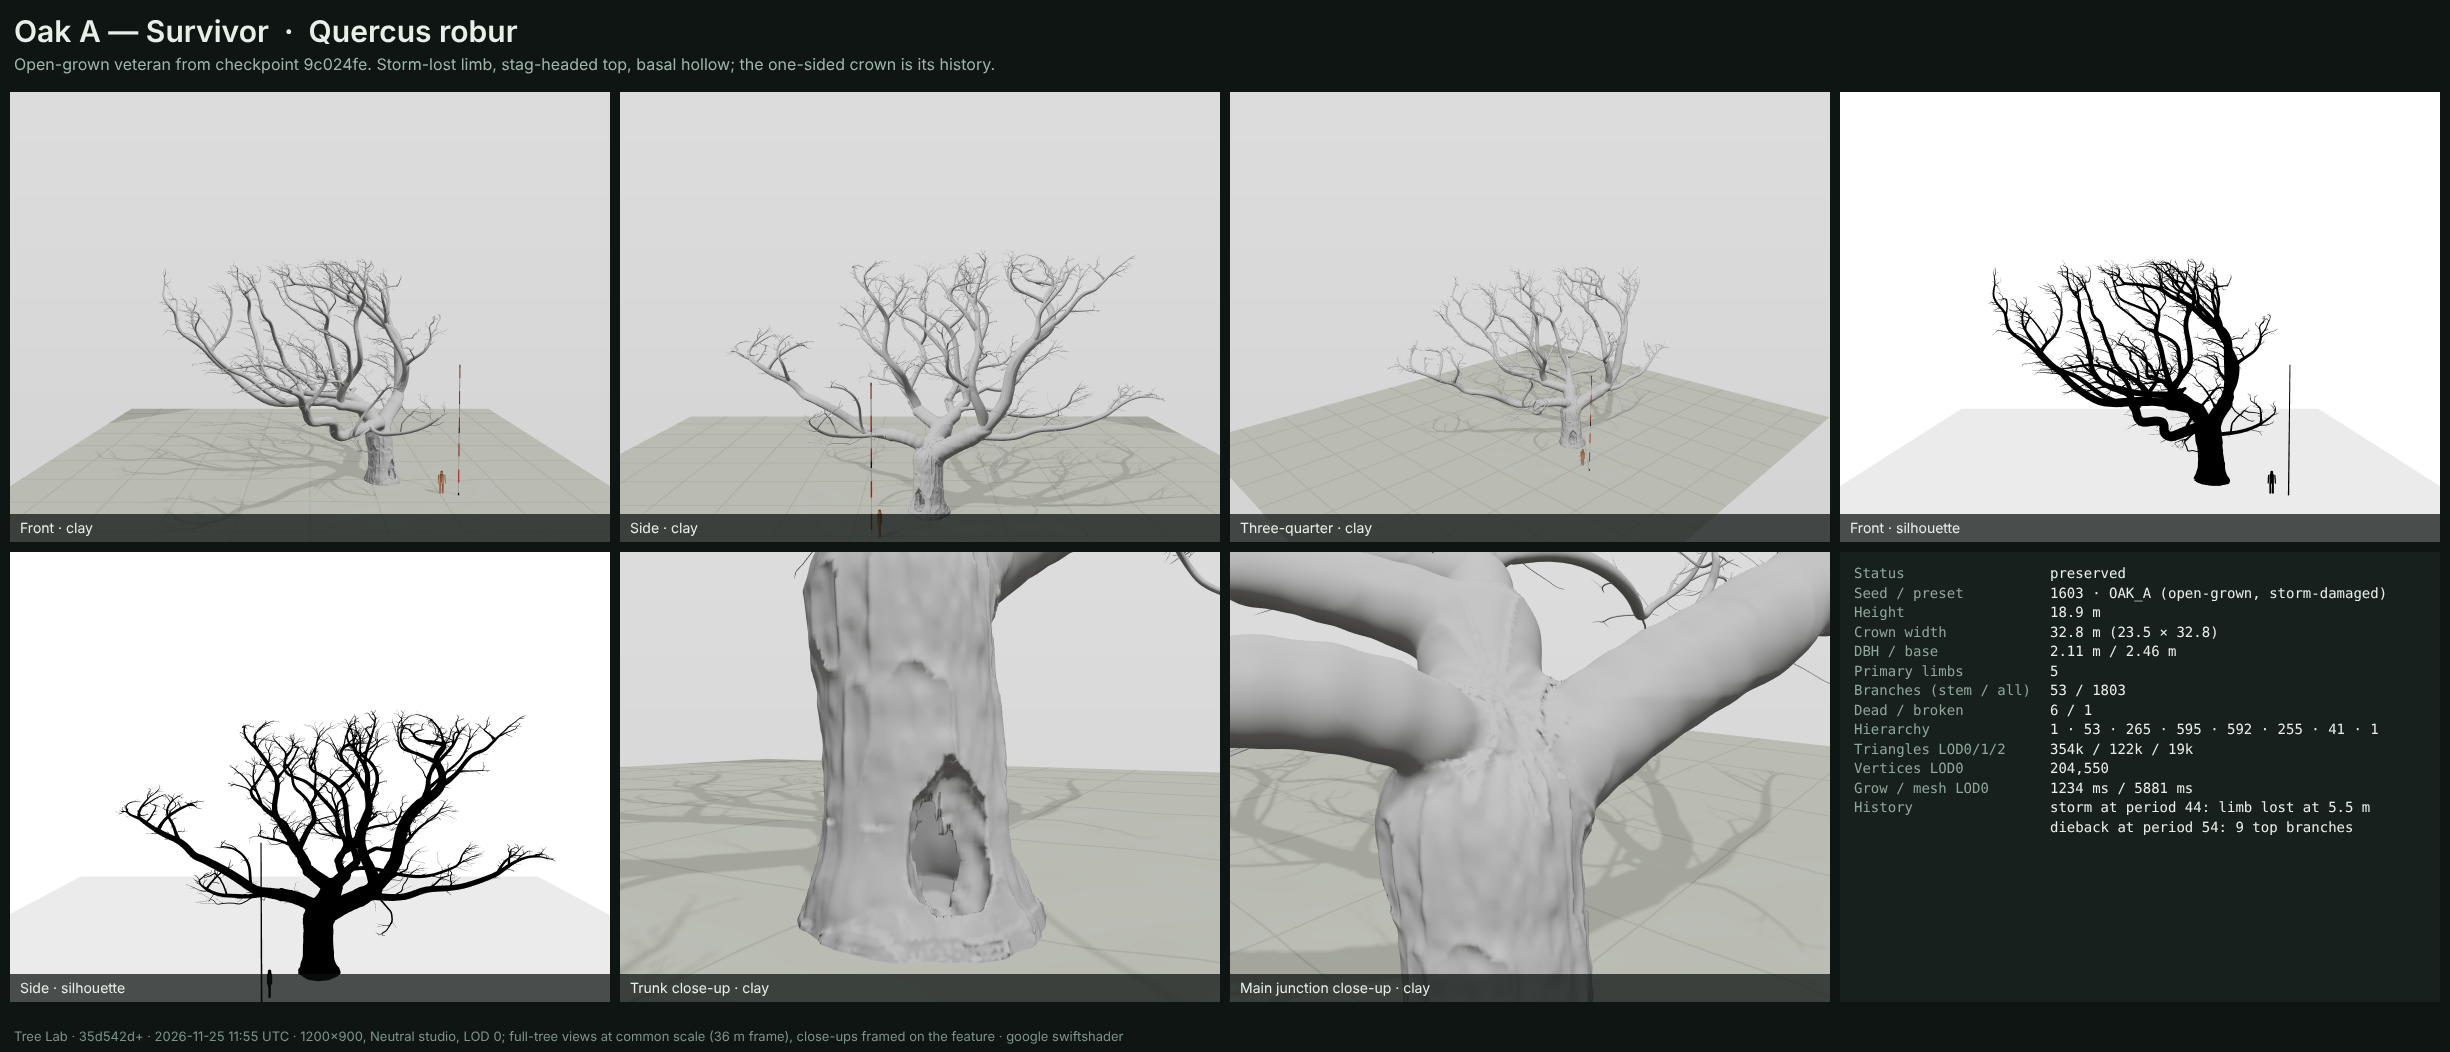 Oak A — Survivor · Quercus robur
Open-grown veteran from checkpoint 9c024fe. Storm-lost limb, stag-headed top, basal hollow; the one-sided crown is its history.
Front · clay
Side · clay
Three-quarter · clay
Front · silhouette
Side · silhouette
Trunk close-up · clay
Main junction close-up · clay
Status preserved
Seed / preset 1603 · OAK_A (open-grown, storm-damaged)
Height 18.9 m
Crown width 32.8 m (23.5 × 32.8)
DBH / base 2.11 m / 2.46 m
Primary limbs 5
Branches (stem / all) 53 / 1803
Dead / broken 6 / 1
Hierarchy 1 · 53 · 265 · 595 · 592 · 255 · 41 · 1
Triangles LOD0/1/2 354k / 122k / 19k
Vertices LOD0 204,550
Grow / mesh LOD0 1234 ms / 5881 ms
History storm at period 44: limb lost at 5.5 m
dieback at period 54: 9 top branches
Tree Lab · 35d542d+ · 2026-11-25 11:55 UTC · 1200×900, Neutral studio, LOD 0; full-tree views at common scale (36 m frame), close-ups framed on the feature · google swiftshader